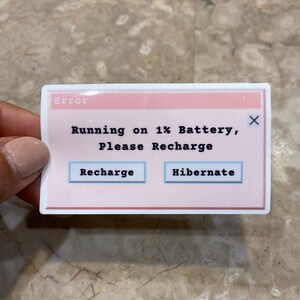 Error
Running on 1% Battery,
Please Recharge
Recharge Hibernate